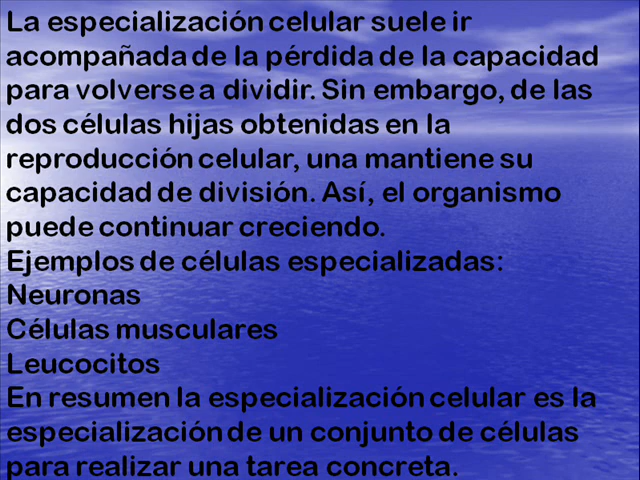 La especialización celular suele ir
acompañada de la pérdida de la capacidad
para volverse a dividir. Sin embargo, de las
dos células hijas obtenidas en la
reproducción celular, una mantiene su
capacidad de división. Así, el organismo
puede continuar creciendo.
Ejemplos de células especializadas:
Neuronas
Células musculares
Leucocitos
En resumen la especialización celular es la
especialización de un conjunto de células
para realizar una tarea concreta.